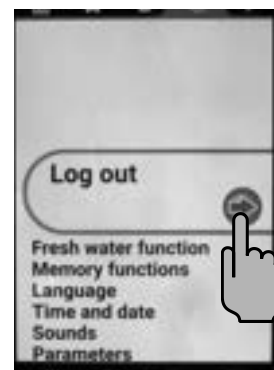 Log out
Fresh water function
Memory functions
Language
Time and date
Sounds
Parameters